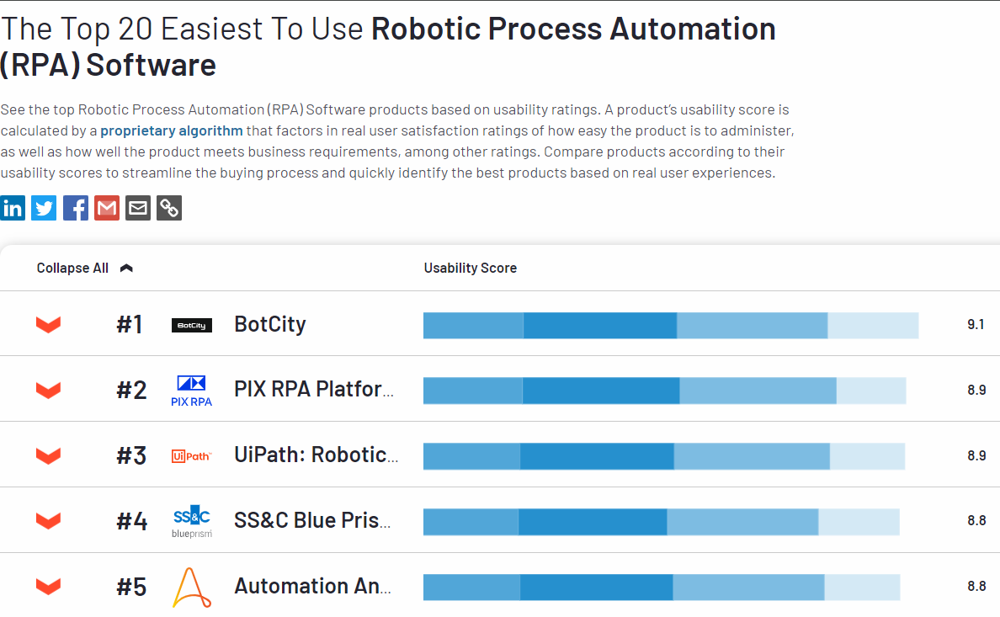 The Top 20 Easiest To Use Robotic Process Automation
(RPA) Software
See the top Robotic Process Automation (RPA) Software products based on usability ratings. A product’s usability score is
calculated by a proprietary algorithm that factors in real user satisfaction ratings of how easy the product is to administer,
as well as how well the product meets business requirements, among other ratings. Compare products according to their
usability scores to streamline the buying process and quickly identify the best products based on real user experiences.
in f M
Collapse All Usability Score
#1 BotCity BotCity 9.1
#2 PIX RPA PIX RPA Platfor... 8.9
#3 UiPath™ UiPath: Robotic... 8.9
#4 SS&C blueprism SS&C Blue Pris... 8.8
#5 Automation An... 8.8